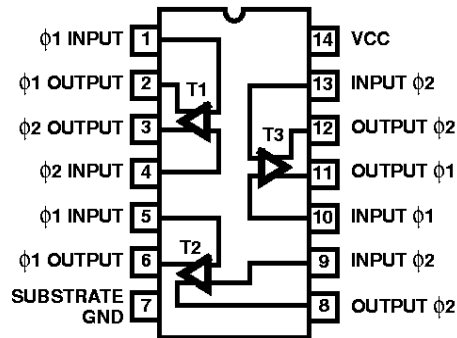 ϕ1 INPUT 1
ϕ1 OUTPUT 2
ϕ2 OUTPUT 3
ϕ2 INPUT 4
ϕ1 INPUT 5
ϕ1 OUTPUT 6
SUBSTRATE
GND 7
T1
T2
T3
14 VCC
13 INPUT ϕ2
12 OUTPUT ϕ2
11 OUTPUT ϕ1
10 INPUT ϕ1
9 INPUT ϕ2
8 OUTPUT ϕ2